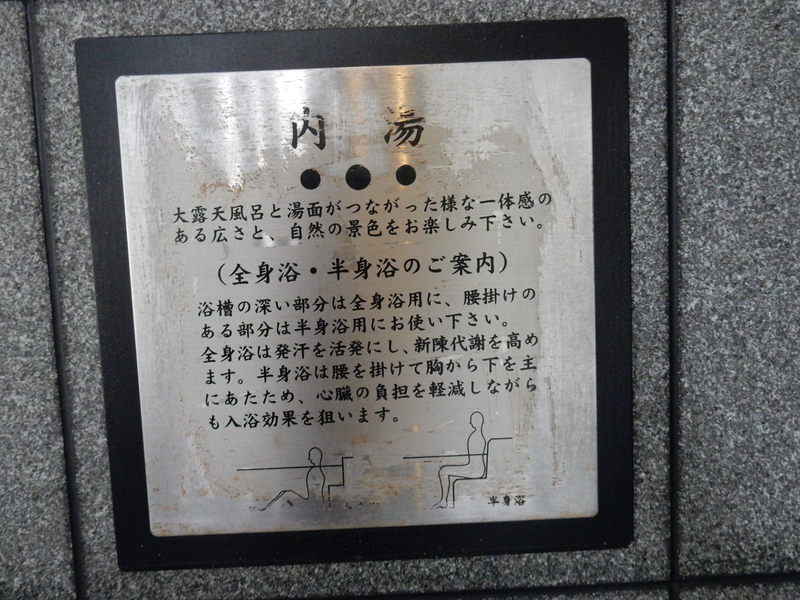 内 湯
大露天風呂と湯面がつながった様な一体感の
ある広さと、自然の景色をお楽しみ下さい。
（全身浴・半身浴のご案内）
浴槽の深い部分は全身浴用に、腰掛けの
ある部分は半身浴用にお使い下さい。
全身浴は発汗を活発にし、新陳代謝を高め
ます。半身浴は腰を掛けて胸から下を主
にあたため、心臓の負担を軽減しながら
も入浴効果を狙います。
半身浴